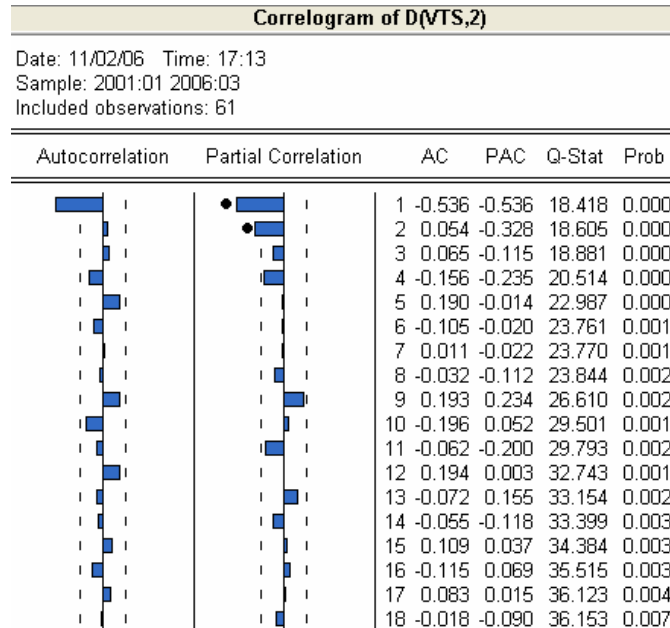 Correlogram of D(VTS,2)
Date: 11/02/06 Time: 17:13
Sample: 2001:01 2006:03
Included observations: 61
Autocorrelation Partial Correlation AC PAC Q-Stat Prob
1 -0.536 -0.536 18.418 0.000
2 0.054 -0.328 18.605 0.000
3 0.065 -0.115 18.881 0.000
4 -0.156 -0.235 20.514 0.000
5 0.190 -0.014 22.987 0.000
6 -0.105 -0.020 23.761 0.001
7 0.011 -0.022 23.770 0.001
8 -0.032 -0.112 23.844 0.002
9 0.193 0.234 26.610 0.002
10 -0.196 0.052 29.501 0.001
11 -0.062 -0.200 29.793 0.002
12 0.194 0.003 32.743 0.001
13 -0.072 0.155 33.154 0.002
14 -0.055 -0.118 33.399 0.003
15 0.109 0.037 34.384 0.003
16 -0.115 0.069 35.515 0.003
17 0.083 0.015 36.123 0.004
18 -0.018 -0.090 36.153 0.007